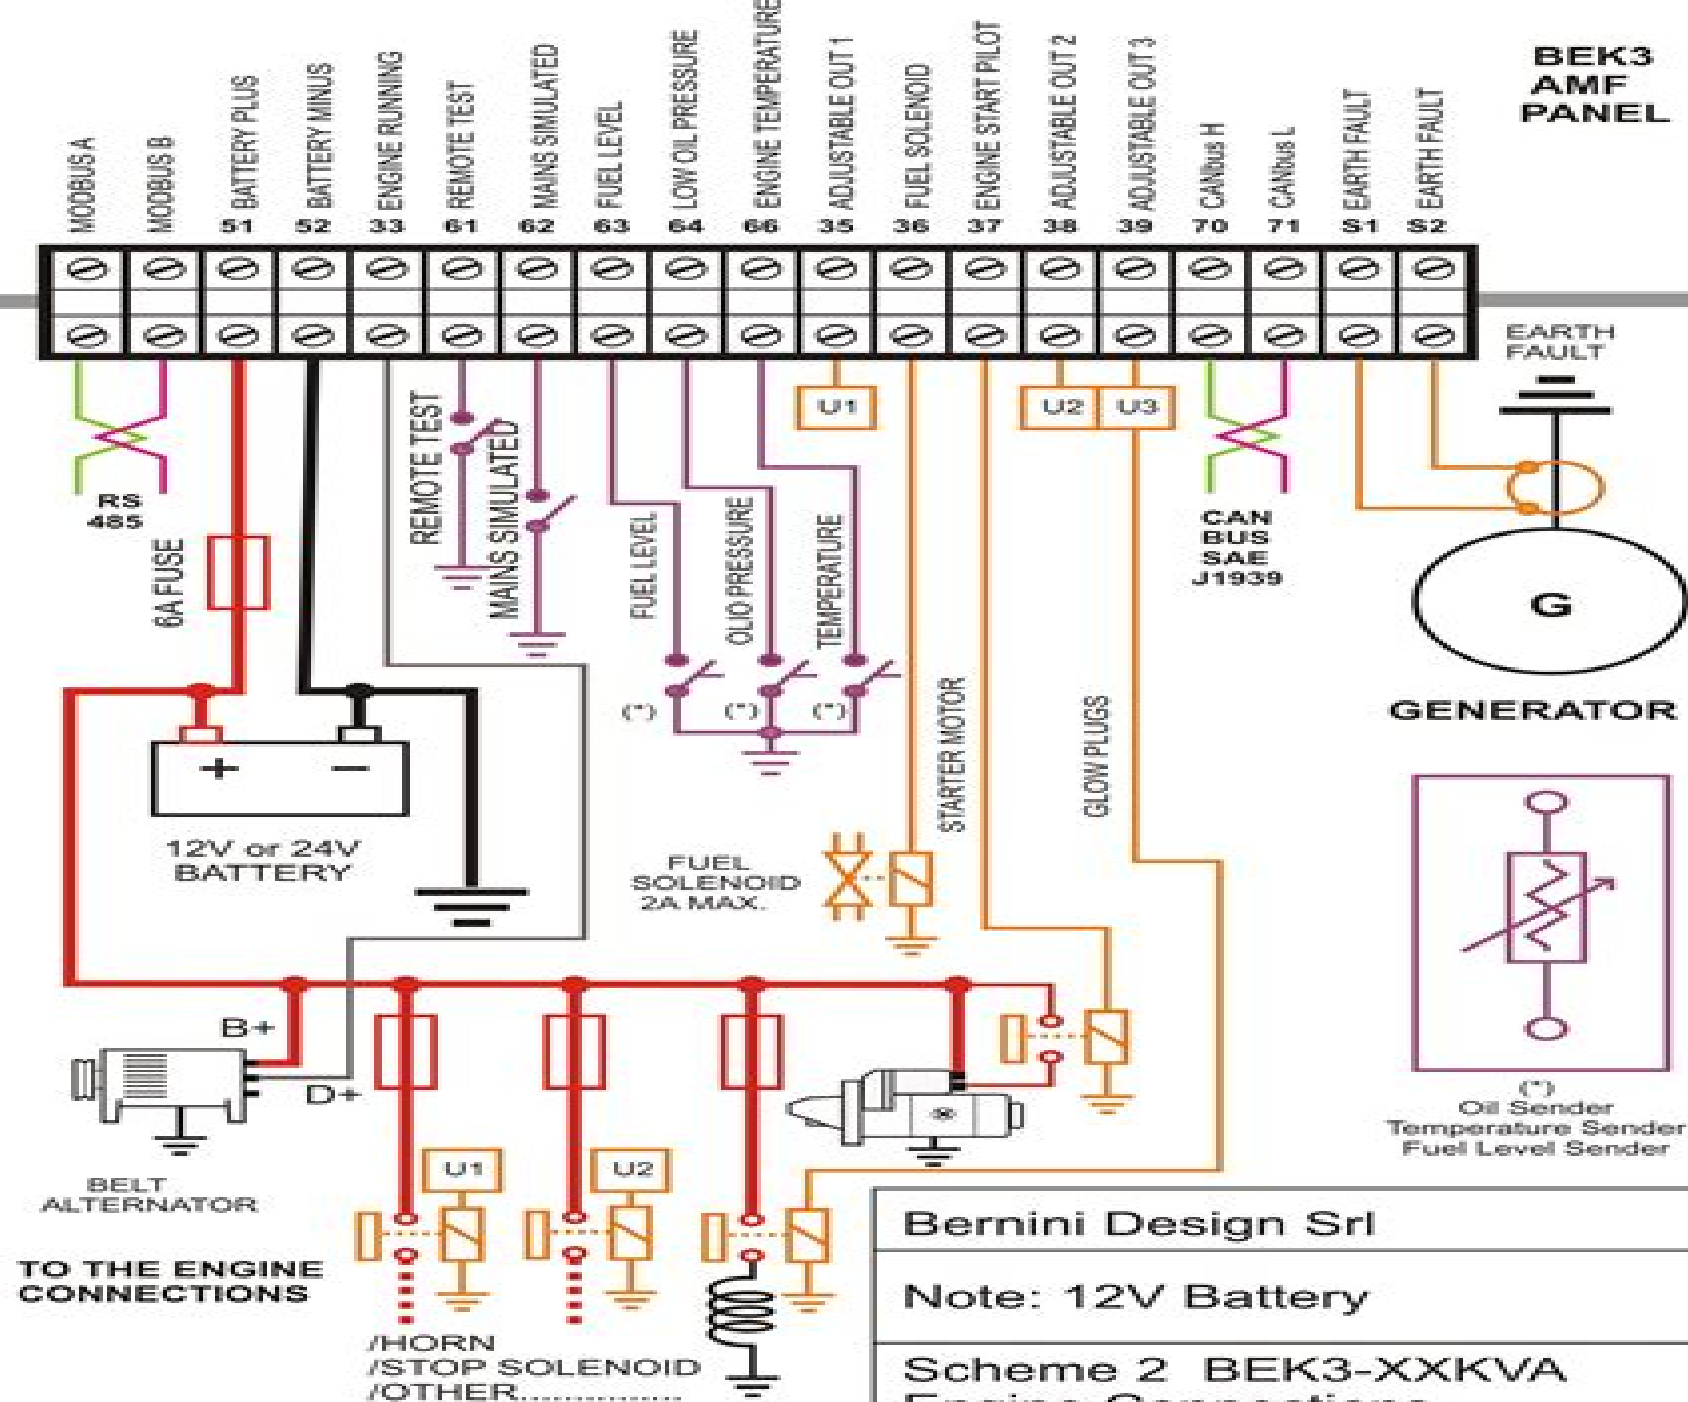 BEK3
AMF
PANEL
MODBUS A
MODBUS B
BATTERY PLUS
BATTERY MINUS
ENGINE RUNNING
REMOTE TEST
MAINS SIMULATED
FUEL LEVEL
LOW OIL PRESSURE
ENGINE TEMPERATURE
ADJUSTABLE OUT 1
FUEL SOLENOID
ENGINE START PILOT
ADJUSTABLE OUT 2
ADJUSTABLE OUT 3
CANbus H
CANbus L
EARTH FAULT
EARTH FAULT
51 52 33 61 62 63 64 66 35 36 37 38 39 70 71 S1 S2
EARTH
FAULT
U1
U2
U3
RS
485
REMOTE TEST
MAINS SIMULATED
6A FUSE
FUEL LEVEL
OLIO PRESSURE
TEMPERATURE
(*) (*) (*)
CAN
BUS
SAE
J1939
G
GENERATOR
STARTER MOTOR
GLOW PLUGS
+ −
12V or 24V
BATTERY
FUEL
SOLENOID
2A MAX.
B+
D+
BELT
ALTERNATOR
U1
U2
(*)
Oil Sender
Temperature Sender
Fuel Level Sender
TO THE ENGINE
CONNECTIONS
/HORN
/STOP SOLENOID
/OTHER................
Bernini Design Srl
Note: 12V Battery
Scheme 2 BEK3-XXKVA
Engine Connections